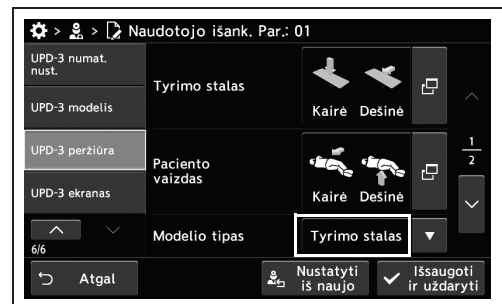 > > Naudotojo išank. Par.: 01
UPD-3 numat.
nust.
UPD-3 modelis
UPD-3 peržiūra
UPD-3 ekranas
6/6
Tyrimo stalas
Kairė Dešinė
Paciento
vaizdas
Kairė Dešinė
Modelio tipas
Tyrimo stalas
1
2
Atgal
Nustatyti
iš naujo
Išsaugoti
ir uždaryti